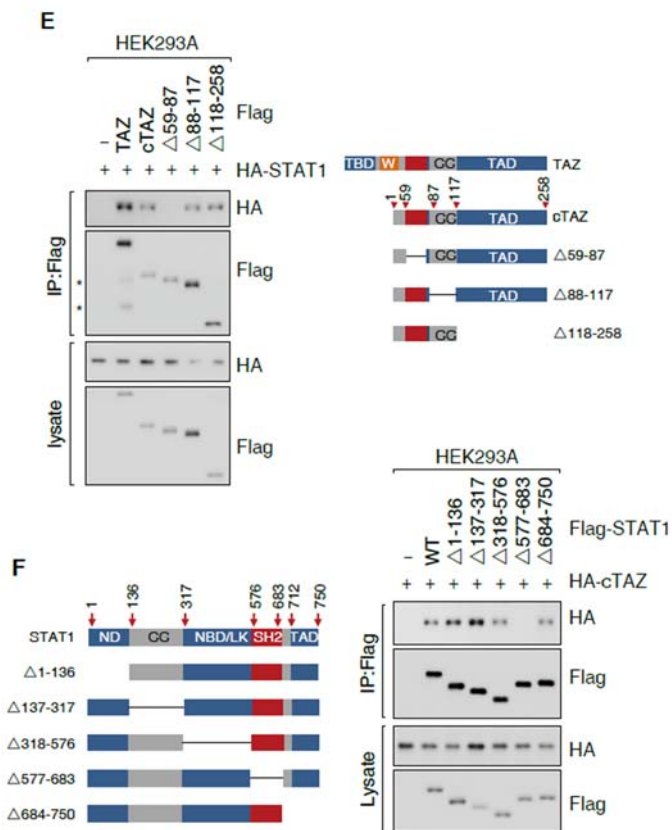 E
HEK293A
– TAZ cTAZ △59-87 △88-117 △118-258 Flag
+ + + + + + HA-STAT1
IP:Flag
HA
Flag
*
*
lysate
HA
Flag
TBD W CC TAD TAZ
1 59 87 117 258
CC TAD cTAZ
CC TAD △59-87
TAD △88-117
CC △118-258
F
1 136 317 576 683 712 750
STAT1 ND CC NBD/LK SH2 TAD
△1-136
△137-317
△318-576
△577-683
△684-750
HEK293A
– WT △1-136 △137-317 △318-576 △577-683 △684-750 Flag-STAT1
+ + + + + + + HA-cTAZ
IP:Flag
HA
Flag
Lysate
HA
Flag